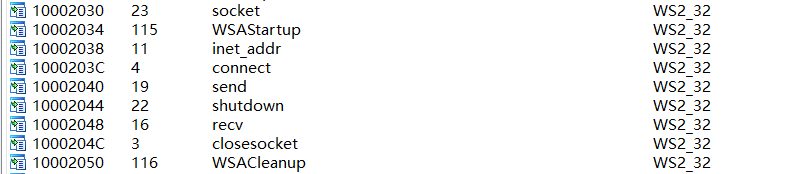 10002030 23 socket WS2_32
10002034 115 WSAStartup WS2_32
10002038 11 inet_addr WS2_32
1000203C 4 connect WS2_32
10002040 19 send WS2_32
10002044 22 shutdown WS2_32
10002048 16 recv WS2_32
1000204C 3 closesocket WS2_32
10002050 116 WSACleanup WS2_32